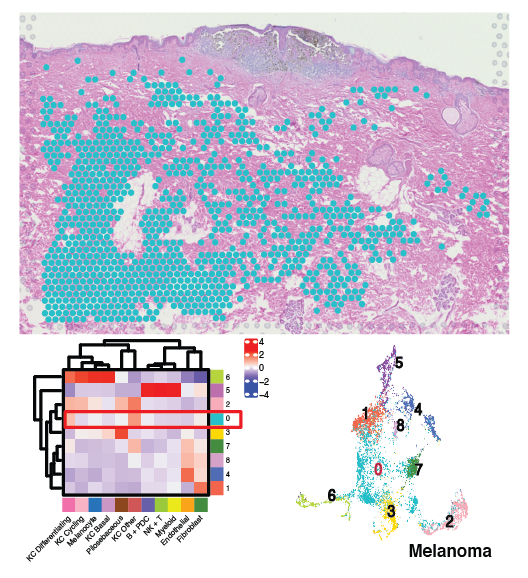 4
2
0
−2
−4
6
5
2
0
3
7
8
4
1
KC Differentiating
KC Cycling
Melanocyte
KC Basal
Pilosebaceous
KC Other
B + PDC
NK + T
Myeloid
Endothelial
Fibroblast
5
1
4
8
0
7
6
3
2
Melanoma